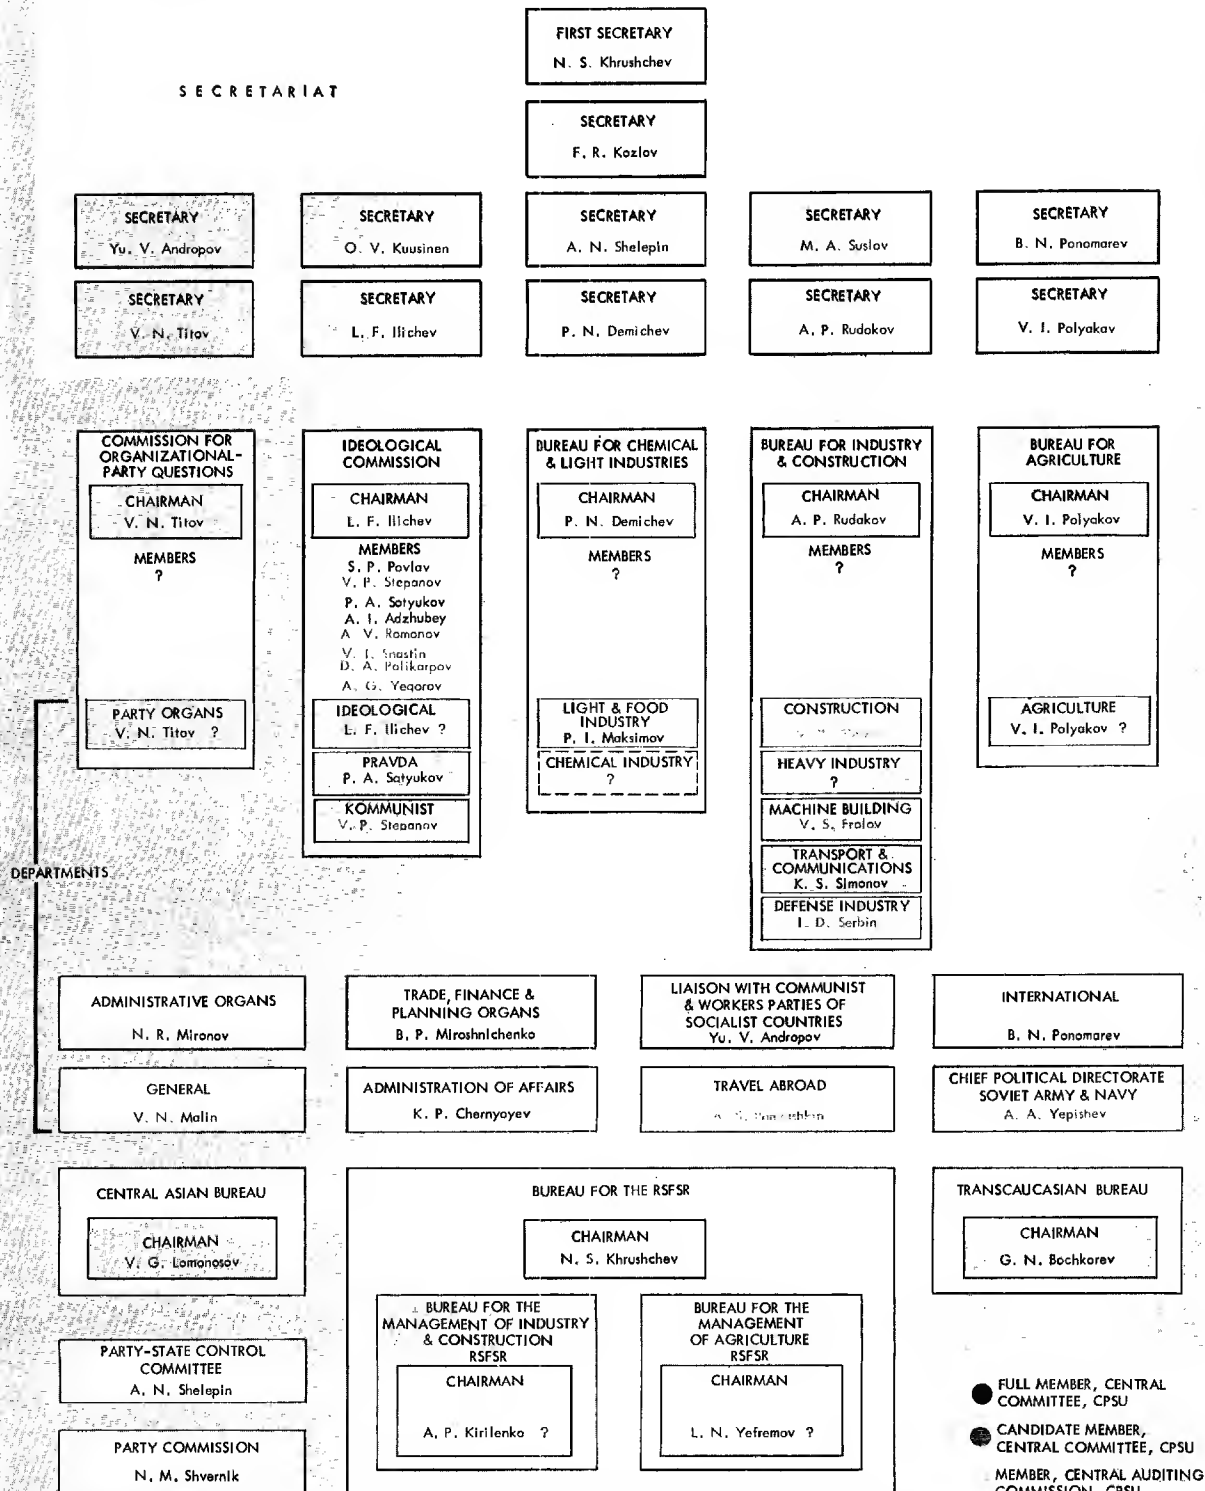 FIRST SECRETARY
N. S. Khrushchev
SECRETARIAT
SECRETARY
F. R. Kozlov
SECRETARY
Yu. V. Andropov
SECRETARY
O. V. Kuusinen
SECRETARY
A. N. Shelepin
SECRETARY
M. A. Suslov
SECRETARY
B. N. Ponomarev
SECRETARY
V. N. Titov
SECRETARY
L. F. Ilichev
SECRETARY
P. N. Demichev
SECRETARY
A. P. Rudokov
SECRETARY
V. I. Polyakav
COMMISSION FOR
ORGANIZATIONAL-
PARTY QUESTIONS
CHAIRMAN
V. N. Titov
MEMBERS
?
PARTY ORGANS
V. N. Titov ?
IDEOLOGICAL
COMMISSION
CHAIRMAN
L. F. Ilichev
MEMBERS
S. P. Povlav
V. P. Stepanov
P. A. Satyukov
A. I. Adzhubey
A V. Romonov
V. I. Snastin
D. A. Polikarpov
A. G. Yegorov
IDEOLOGICAL
L. F. Ilichev ?
PRAVDA
P. A. Satyukov
KOMMUNIST
V. P. Stepanov
BUREAU FOR CHEMICAL
& LIGHT INDUSTRIES
CHAIRMAN
P. N. Demichev
MEMBERS
?
LIGHT & FOOD
INDUSTRY
P. I. Maksimov
CHEMICAL INDUSTRY
?
BUREAU FOR INDUSTRY
& CONSTRUCTION
CHAIRMAN
A. P. Rudakov
MEMBERS
?
CONSTRUCTION
HEAVY INDUSTRY
?
MACHINE BUILDING
V. S. Frolov
TRANSPORT &
COMMUNICATIONS
K. S. Simonov
DEFENSE INDUSTRY
I. D. Serbin
BUREAU FOR
AGRICULTURE
CHAIRMAN
V. I. Polyakov
MEMBERS
?
AGRICULTURE
V. I. Polyakov ?
DEPARTMENTS
ADMINISTRATIVE ORGANS
N. R. Mironov
TRADE, FINANCE &
PLANNING ORGANS
B. P. Miroshnichenko
LIAISON WITH COMMUNIST
& WORKERS PARTIES OF
SOCIALIST COUNTRIES
Yu. V. Andropov
INTERNATIONAL
B. N. Ponomarev
GENERAL
V. N. Malin
ADMINISTRATION OF AFFAIRS
K. P. Chernyoyev
TRAVEL ABROAD
CHIEF POLITICAL DIRECTORATE
SOVIET ARMY & NAVY
A. A. Yepishev
CENTRAL ASIAN BUREAU
CHAIRMAN
V. G. Lomonosov
BUREAU FOR THE RSFSR
CHAIRMAN
N. S. Khrushchev
TRANSCAUCASIAN BUREAU
CHAIRMAN
G. N. Bochkorev
BUREAU FOR THE
MANAGEMENT OF INDUSTRY
& CONSTRUCTION
RSFSR
CHAIRMAN
A. P. Kirilenko ?
BUREAU FOR THE
MANAGEMENT
OF AGRICULTURE
RSFSR
CHAIRMAN
L. N. Yefremov ?
PARTY-STATE CONTROL
COMMITTEE
A. N. Shelepin
PARTY COMMISSION
N. M. Shvernik
FULL MEMBER, CENTRAL
COMMITTEE, CPSU
CANDIDATE MEMBER,
CENTRAL COMMITTEE, CPSU
MEMBER, CENTRAL AUDITING
COMMISSION, CPSU